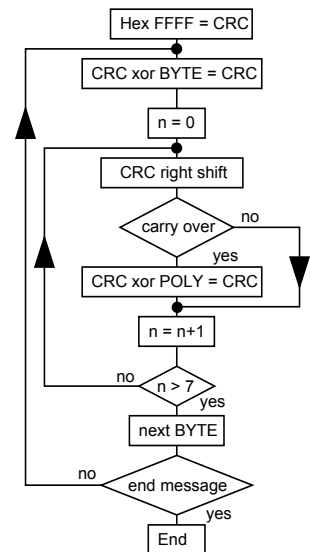 Hex FFFF = CRC
CRC xor BYTE = CRC
n = 0
CRC right shift
carry over
no
yes
CRC xor POLY = CRC
n = n+1
no
n > 7
yes
next BYTE
no
end message
yes
End